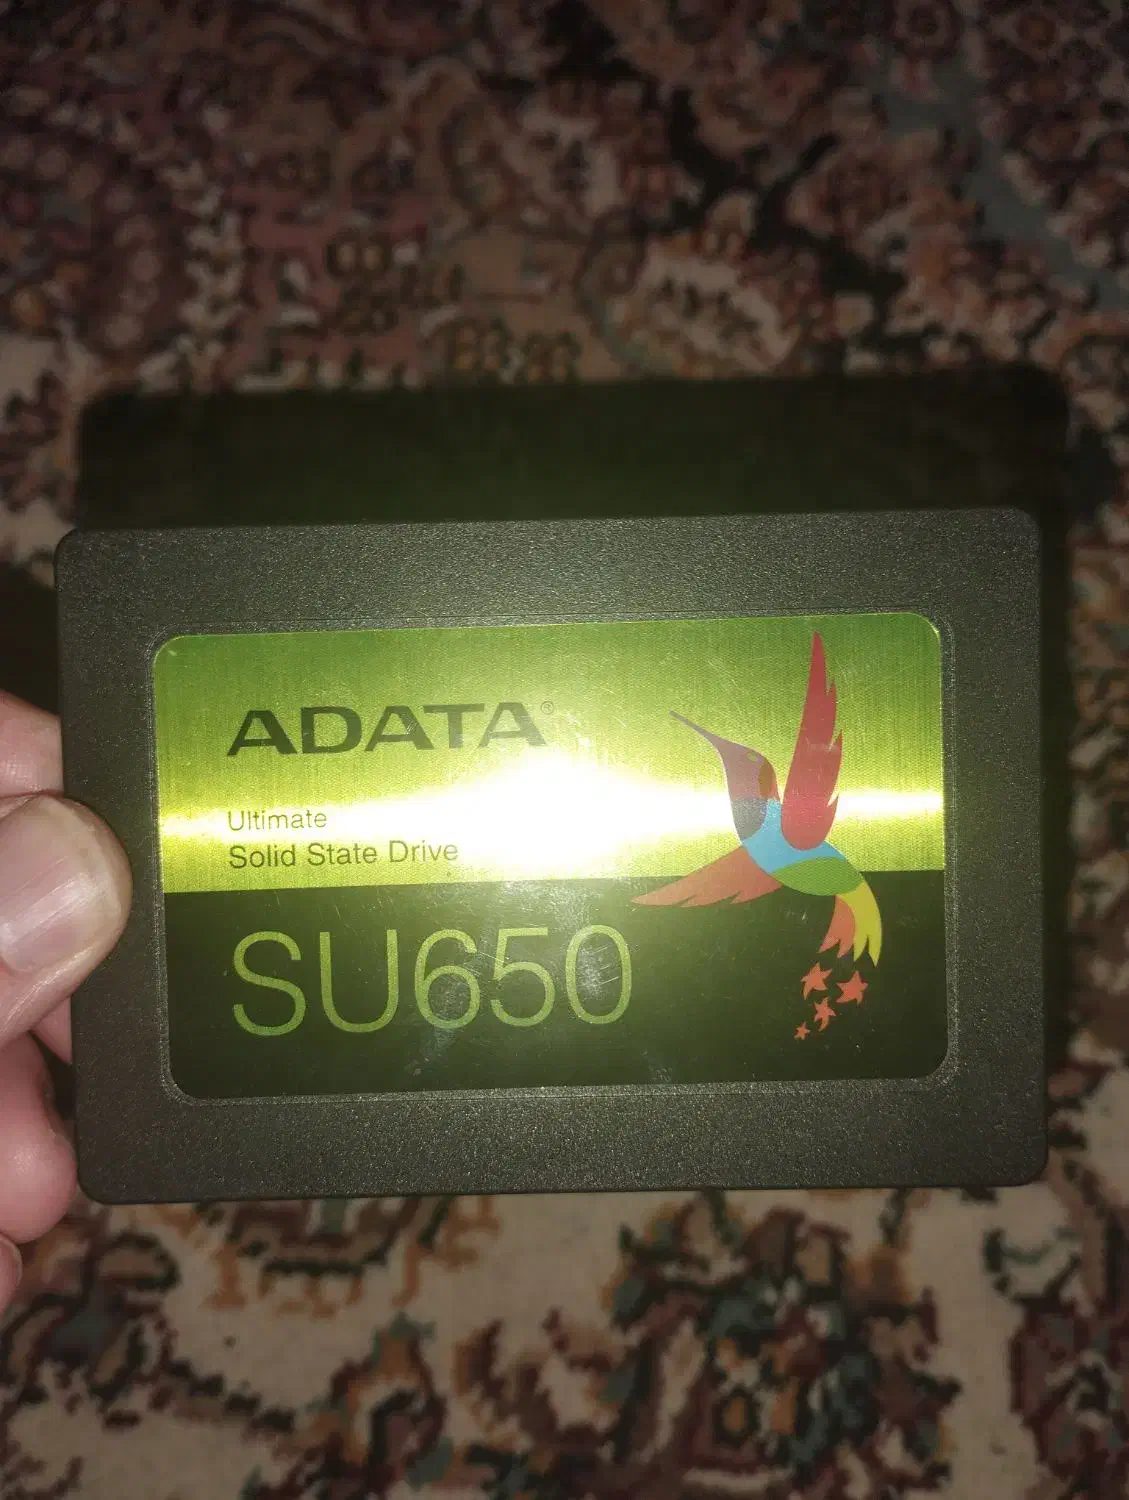 ADATA®
Ultimate
Solid State Drive
SU650